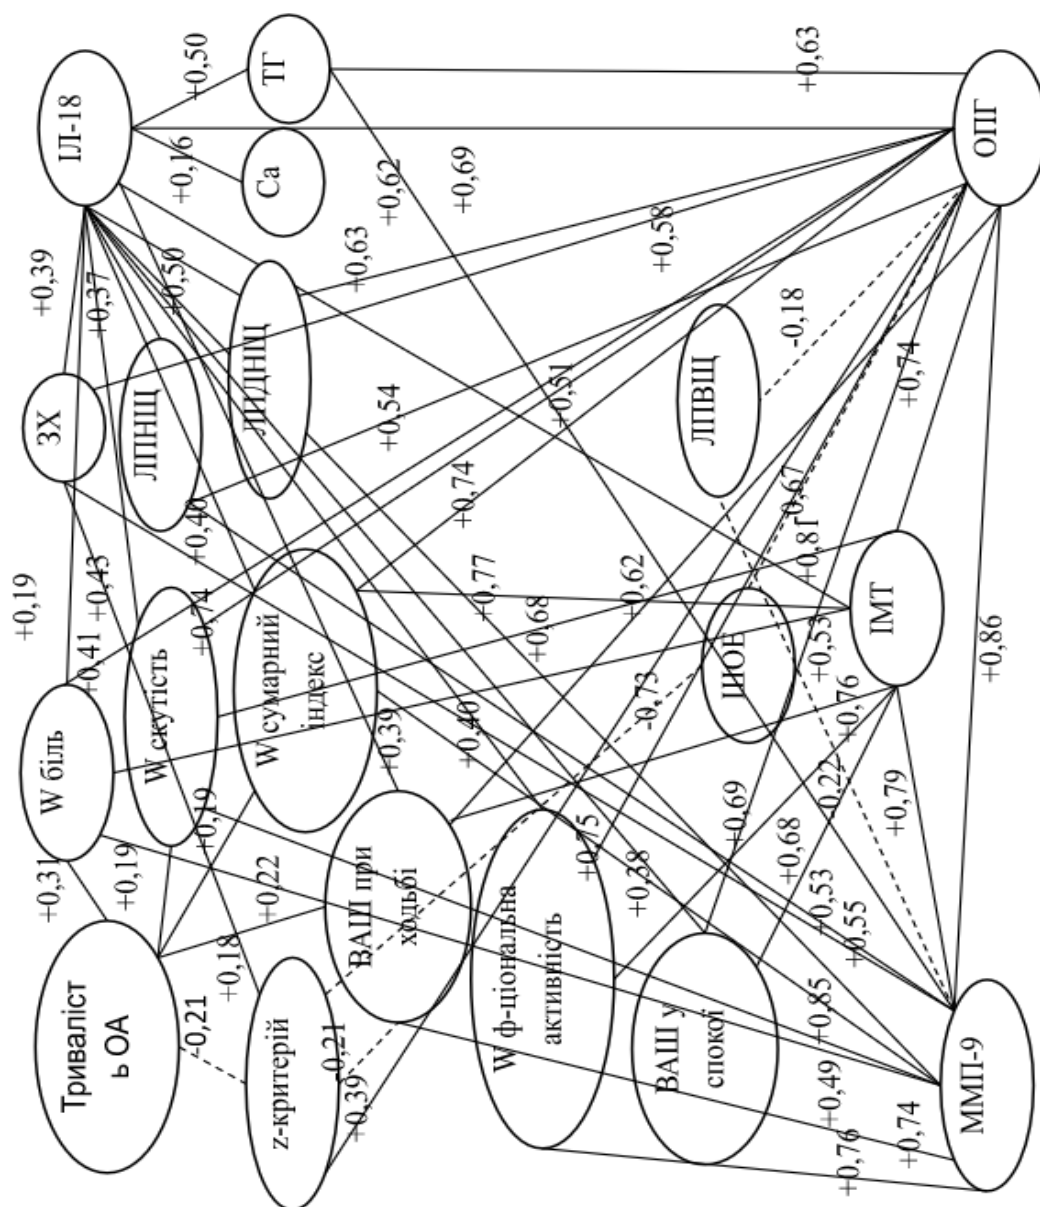 +0,19
Триваліст
ь ОА
+0,31
W біль
ЗХ
+0,39
ІЛ-18
+0,41
+0,43
+0,37
+0,19
W скутість
ЛПНЩ
+0,50
+0,16
+0,50
-0,21
+0,18
+0,19
+0,74
+0,46
ЛПДНЩ
z-критерій
+0,22
W сумарний
індекс
Са
ТГ
-0,21
+0,39
ВАШ при
ходьбі
+0,39
+0,54
+0,63
+0,62
+0,40
+0,74
+0,69
+0,77
W ф-ціональна
активність
+0,68
+0,51
+0,75
+0,38
-0,73
+0,62
+0,58
ВАШ у
спокої
ШОЕ
ЛПВЩ
+0,69
+0,68
-0,67
-0,18
+0,81
+0,63
+0,85
+0,53
-0,22
+0,53
+0,49
+0,76
+0,55
+0,76
ІМТ
+0,74
+0,79
+0,74
ММП-9
+0,86
ОПГ